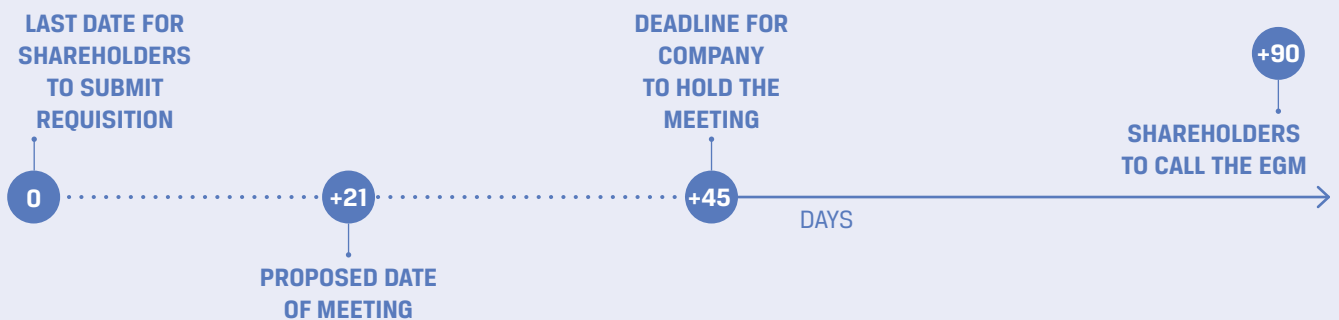 LAST DATE FOR
SHAREHOLDERS
TO SUBMIT
REQUISITION
0
+21
PROPOSED DATE
OF MEETING
DEADLINE FOR
COMPANY
TO HOLD THE
MEETING
+45
DAYS
+90
SHAREHOLDERS
TO CALL THE EGM